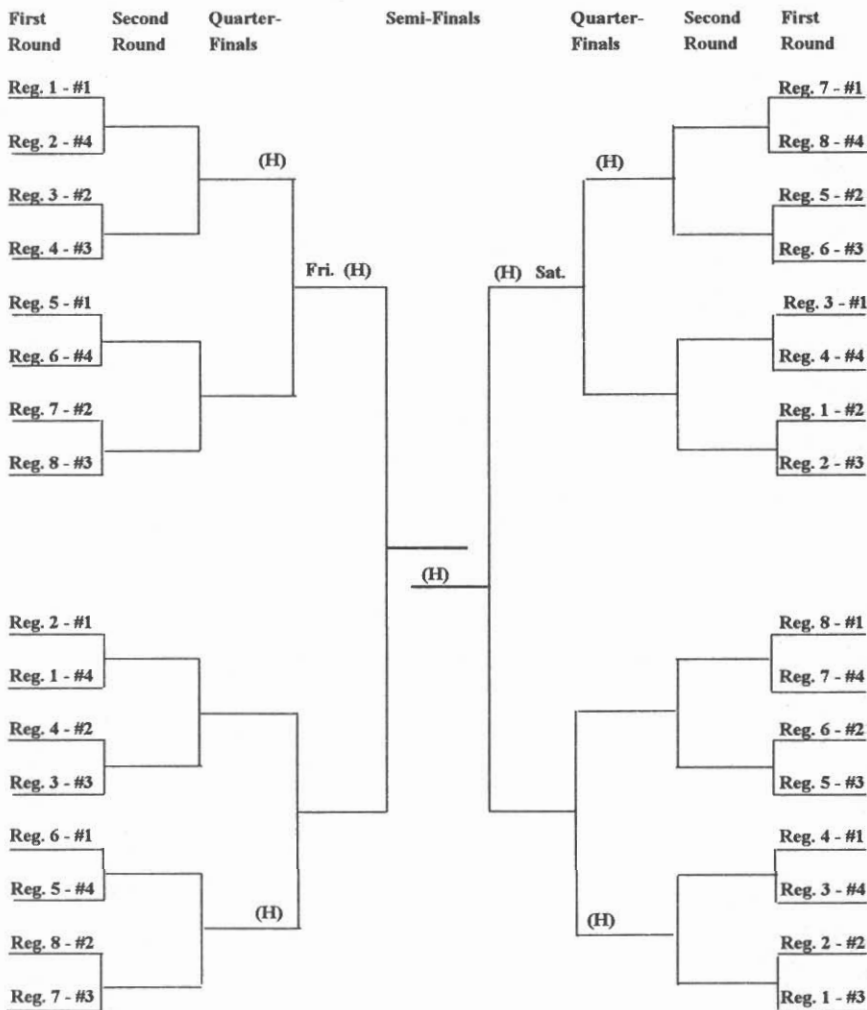 First Second Quarter- Semi-Finals Quarter- Second First
Round Round Finals Finals Round Round
Reg. 1 - #1 Reg. 7 - #1
Reg. 2 - #4 Reg. 8 - #4
(H) (H)
Reg. 3 - #2 Reg. 5 - #2
Reg. 4 - #3 Reg. 6 - #3
Fri. (H) (H) Sat.
Reg. 5 - #1 Reg. 3 - #1
Reg. 6 - #4 Reg. 4 - #4
Reg. 7 - #2 Reg. 1 - #2
Reg. 8 - #3 Reg. 2 - #3
(H)
Reg. 2 - #1 Reg. 8 - #1
Reg. 1 - #4 Reg. 7 - #4
Reg. 4 - #2 Reg. 6 - #2
Reg. 3 - #3 Reg. 5 - #3
Reg. 6 - #1 Reg. 4 - #1
Reg. 5 - #4 Reg. 3 - #4
(H) (H)
Reg. 8 - #2 Reg. 2 - #2
Reg. 7 - #3 Reg. 1 - #3